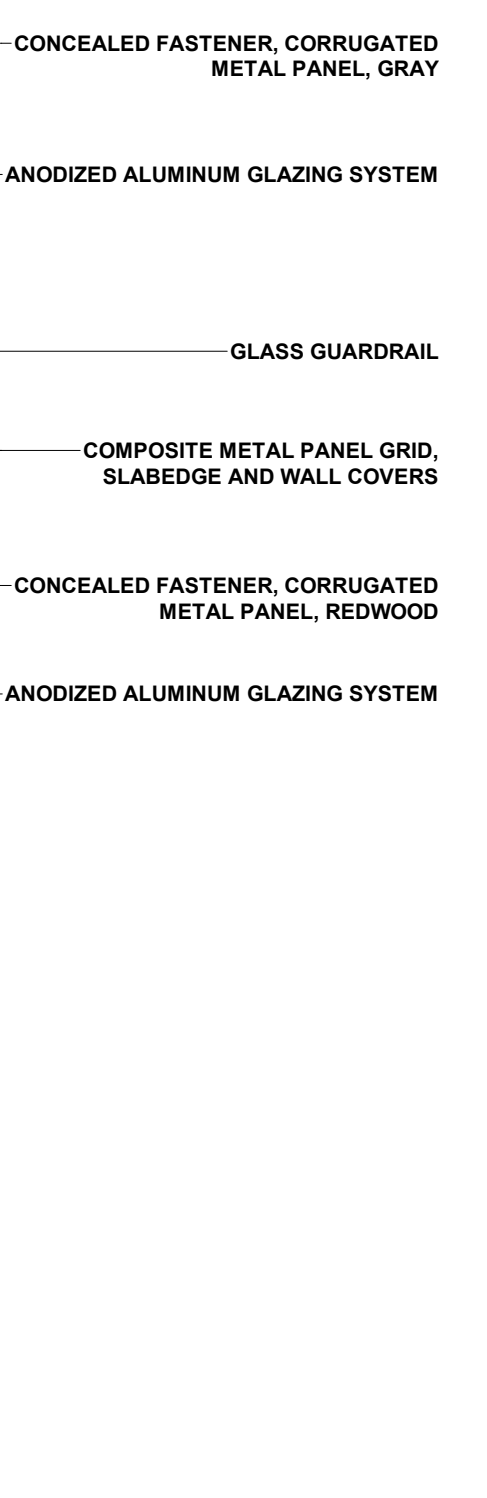 CONCEALED FASTENER, CORRUGATED
METAL PANEL, GRAY
ANODIZED ALUMINUM GLAZING SYSTEM
GLASS GUARDRAIL
COMPOSITE METAL PANEL GRID,
SLABEDGE AND WALL COVERS
CONCEALED FASTENER, CORRUGATED
METAL PANEL, REDWOOD
ANODIZED ALUMINUM GLAZING SYSTEM